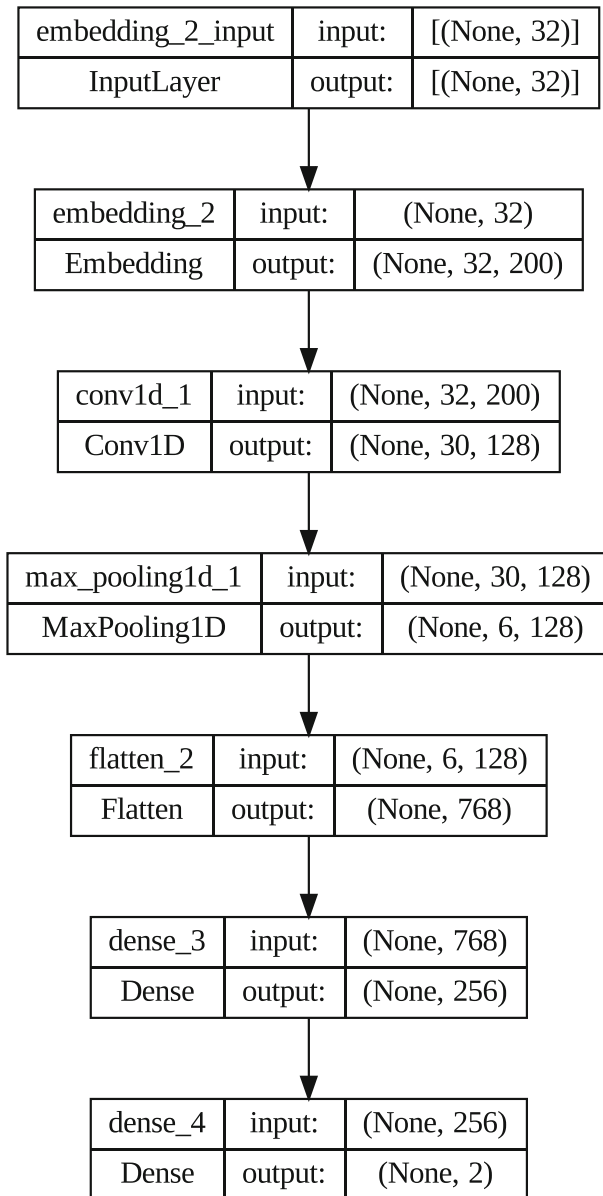 embedding_2_input input: [(None, 32)]
InputLayer output: [(None, 32)]
embedding_2 input: (None, 32)
Embedding output: (None, 32, 200)
conv1d_1 input: (None, 32, 200)
Conv1D output: (None, 30, 128)
max_pooling1d_1 input: (None, 30, 128)
MaxPooling1D output: (None, 6, 128)
flatten_2 input: (None, 6, 128)
Flatten output: (None, 768)
dense_3 input: (None, 768)
Dense output: (None, 256)
dense_4 input: (None, 256)
Dense output: (None, 2)